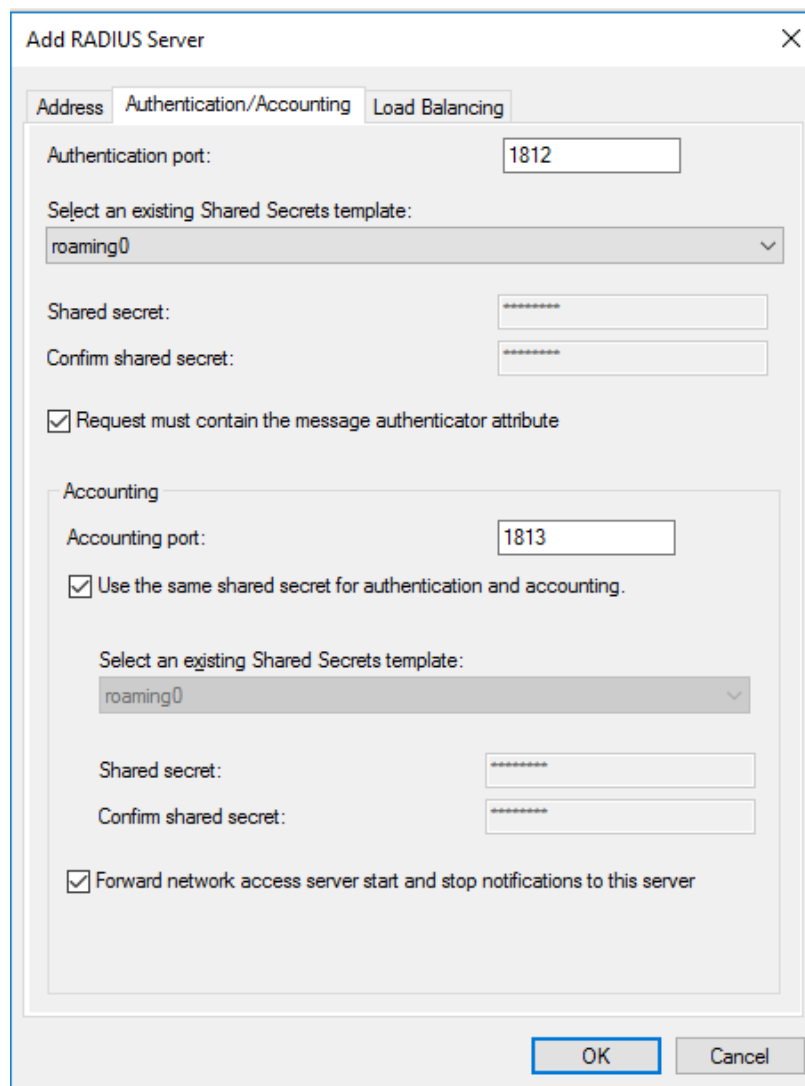 Add RADIUS Server
Address Authentication/Accounting Load Balancing
Authentication port: 1812
Select an existing Shared Secrets template:
roaming0
Shared secret: ********
Confirm shared secret: ********
Request must contain the message authenticator attribute
Accounting
Accounting port: 1813
Use the same shared secret for authentication and accounting.
Select an existing Shared Secrets template:
roaming0
Shared secret: ********
Confirm shared secret: ********
Forward network access server start and stop notifications to this server
OK Cancel